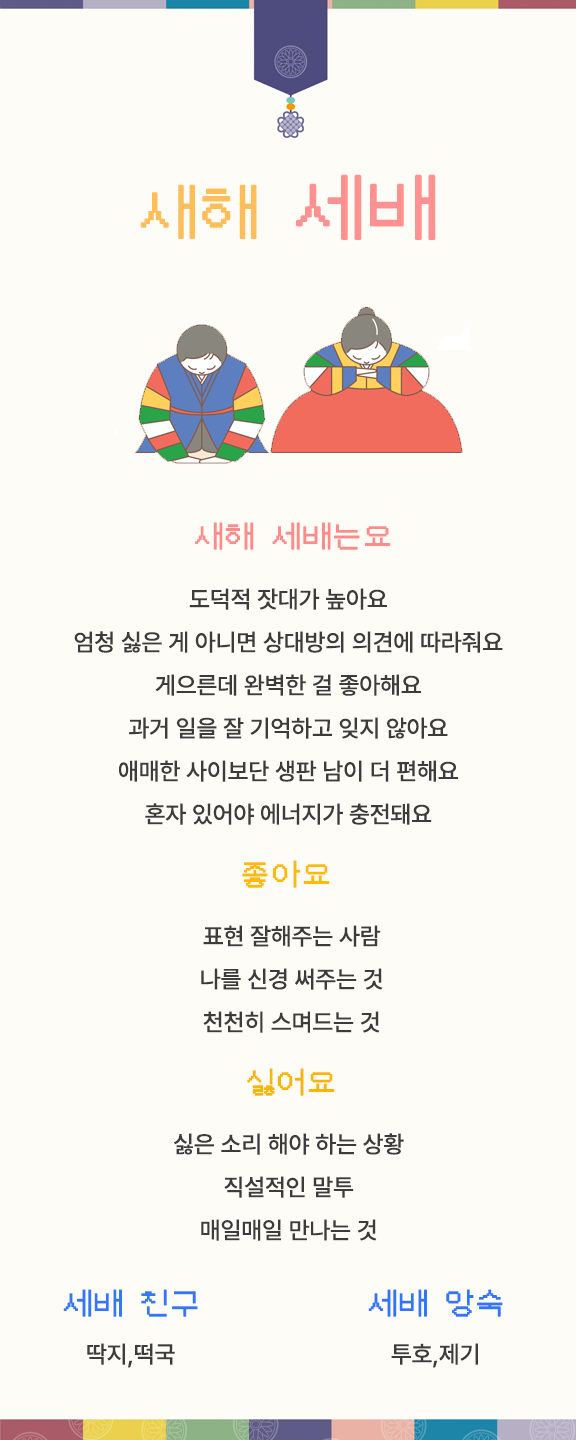 새해 세배
새해 세배는요
도덕적 잣대가 높아요
엄청 싫은 게 아니면 상대방의 의견에 따라줘요
게으른데 완벽한 걸 좋아해요
과거 일을 잘 기억하고 잊지 않아요
애매한 사이보단 생판 남이 더 편해요
혼자 있어야 에너지가 충전돼요
좋아요
표현 잘해주는 사람
나를 신경 써주는 것
천천히 스며드는 것
싫어요
싫은 소리 해야 하는 상황
직설적인 말투
매일매일 만나는 것
세배 친구 세배 앙숙
딱지,떡국 투호,제기